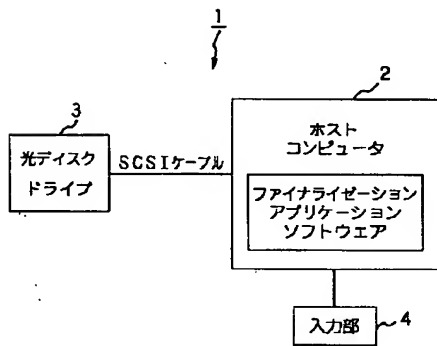 1
2
3
光ディスク
ドライブ
SCSIケーブル
ホスト
コンピュータ
ファイナライゼーション
アプリケーション
ソフトウェア
入力部
4